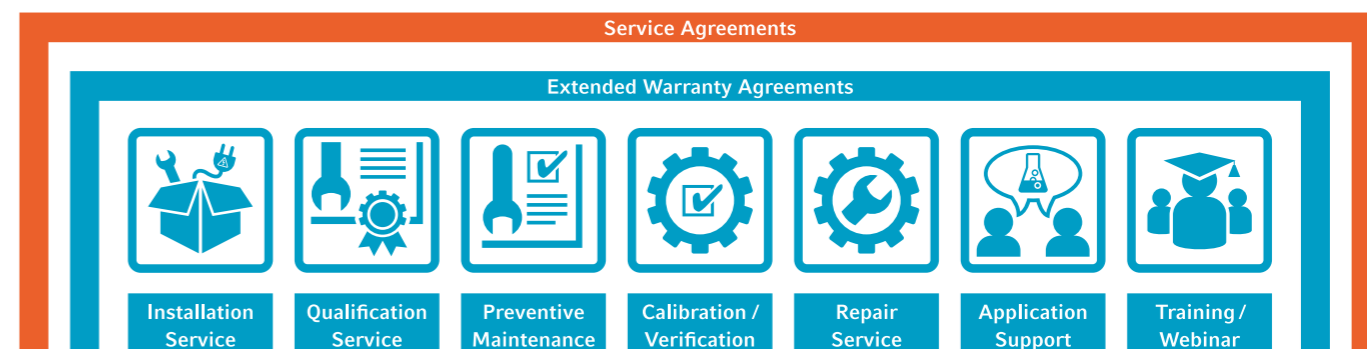 Service Agreements
Extended Warranty Agreements
Installation
Service
Qualification
Service
Preventive
Maintenance
Calibration /
Verification
Repair
Service
Application
Support
Training /
Webinar